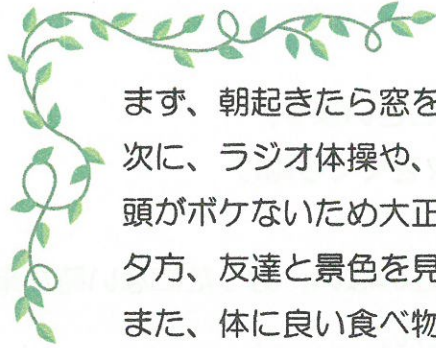 まず、朝起きたら窓を
次に、ラジオ体操や、
頭がボケないため大正
夕方、友達と景色を見
また、体に良い食べ物